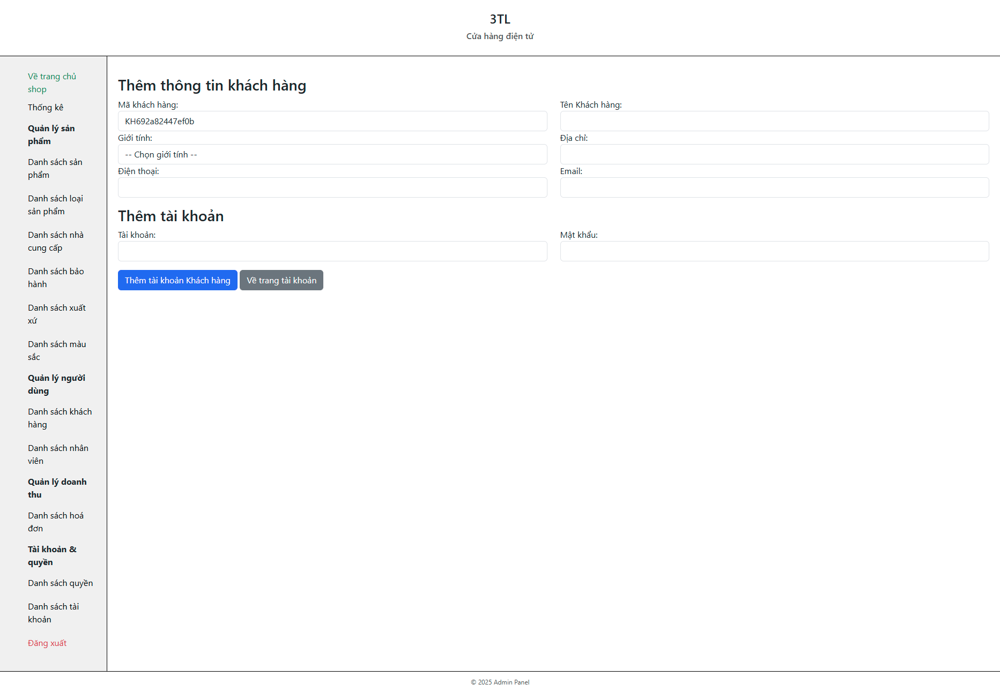 3TL
Cửa hàng điện tử
Về trang chủ
shop
Thống kê
Quản lý sản
phẩm
Danh sách sản
phẩm
Danh sách loại
sản phẩm
Danh sách nhà
cung cấp
Danh sách bảo
hành
Danh sách xuất
xứ
Danh sách màu
sắc
Quản lý người
dùng
Danh sách khách
hàng
Danh sách nhân
viên
Quản lý doanh
thu
Danh sách hoá
đơn
Tài khoản &
quyền
Danh sách quyền
Danh sách tài
khoản
Đăng xuất
Thêm thông tin khách hàng
Mã khách hàng:
KH692a82447ef0b
Tên Khách hàng:
Giới tính:
-- Chọn giới tính --
Địa chỉ:
Điện thoại:
Email:
Thêm tài khoản
Tài khoản:
Mật khẩu:
Thêm tài khoản Khách hàng
Về trang tài khoản
© 2025 Admin Panel